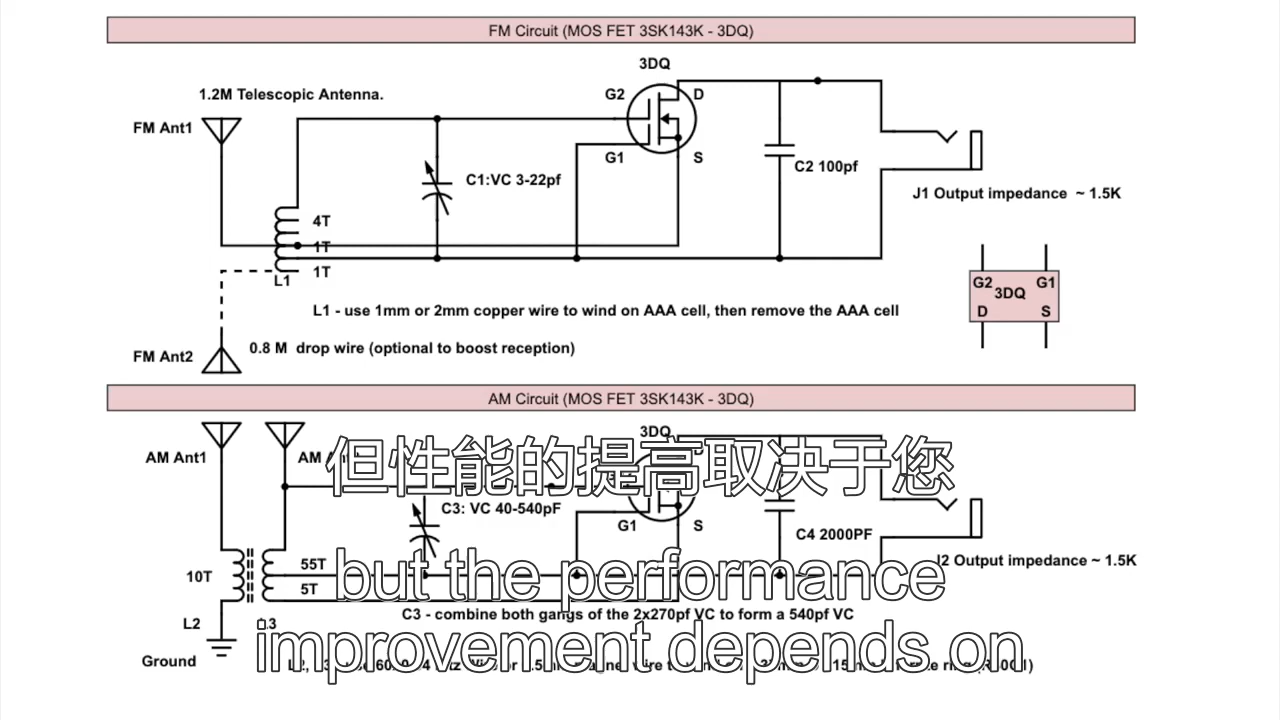 FM Circuit (MOS FET 3SK143K - 3DQ)
3DQ
1.2M Telescopic Antenna.
G2
D
FM Ant1
G1
S
C2 100pf
C1:VC 3-22pf
J1 Output impedance ~ 1.5K
4T
1T
1T
L1
G2
G1
3DQ
D
S
L1 - use 1mm or 2mm copper wire to wind on AAA cell, then remove the AAA cell
0.8 M drop wire (optional to boost reception)
FM Ant2
AM Circuit (MOS FET 3SK143K - 3DQ)
3DQ
AM Ant1
AM
但性能的提高取决于您
C3: VC 40-540pF
G1
S
C4 2000PF
J2 Output impedance ~ 1.5K
55T
10T
5T
but the performance
C3 - combine both gangs of the 2x270pf VC to form a 540pf VC
L2
L3
improvement depends on
Ground